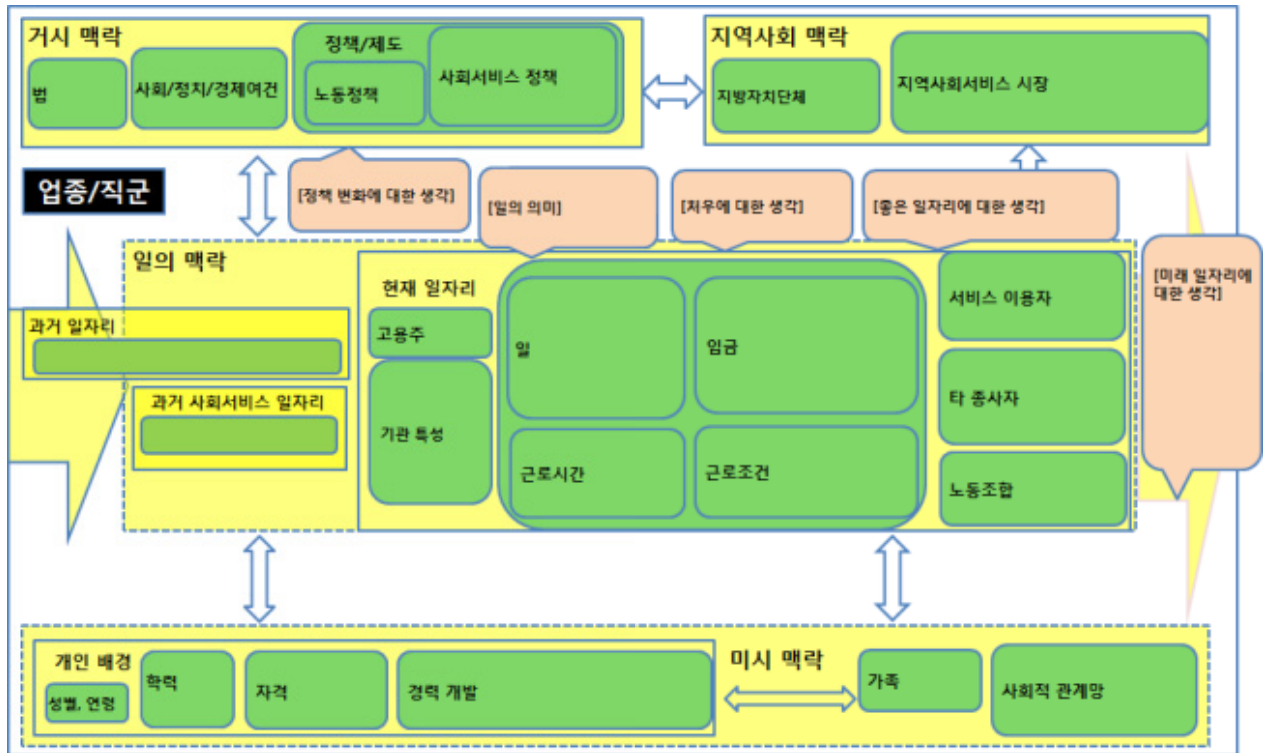 거시 맥락
법
사회/정치/경제여건
정책/제도
노동정책
사회서비스 정책
지역사회 맥락
지방자치단체
지역사회서비스 시장
업종/직군
[정책 변화에 대한 생각]
[일의 의미]
[처우에 대한 생각]
[좋은 일자리에 대한 생각]
[미래 일자리에
대한 생각]
일의 맥락
과거 일자리
과거 사회서비스 일자리
현재 일자리
고용주
기관 특성
일
임금
근로시간
근로조건
서비스 이용자
타 종사자
노동조합
개인 배경
성별, 연령
학력
자격
경력 개발
미시 맥락
가족
사회적 관계망